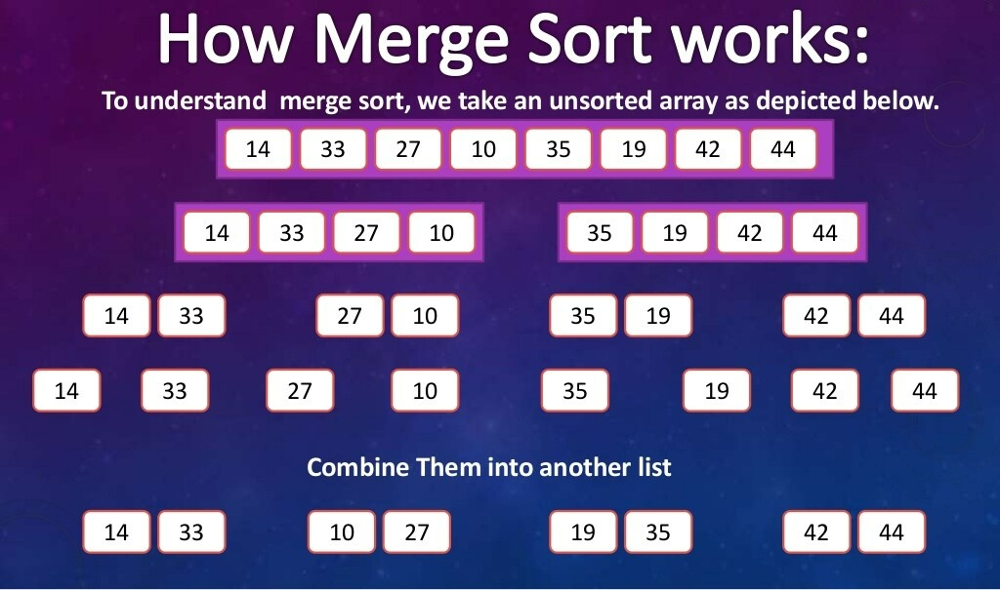 How Merge Sort works:
To understand merge sort, we take an unsorted array as depicted below.
14 33 27 10 35 19 42 44
14 33 27 10 35 19 42 44
14 33 27 10 35 19 42 44
14 33 27 10 35 19 42 44
Combine Them into another list
14 33 10 27 19 35 42 44